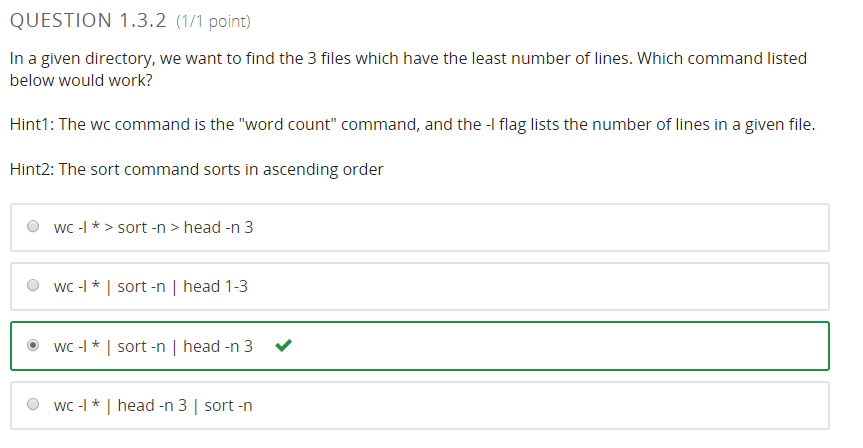 QUESTION 1.3.2 (1/1 point)
In a given directory, we want to find the 3 files which have the least number of lines. Which command listed
below would work?
Hint1: The wc command is the "word count" command, and the -l flag lists the number of lines in a given file.
Hint2: The sort command sorts in ascending order
wc -l * > sort -n > head -n 3
wc -l * | sort -n | head 1-3
wc -l * | sort -n | head -n 3
wc -l * | head -n 3 | sort -n